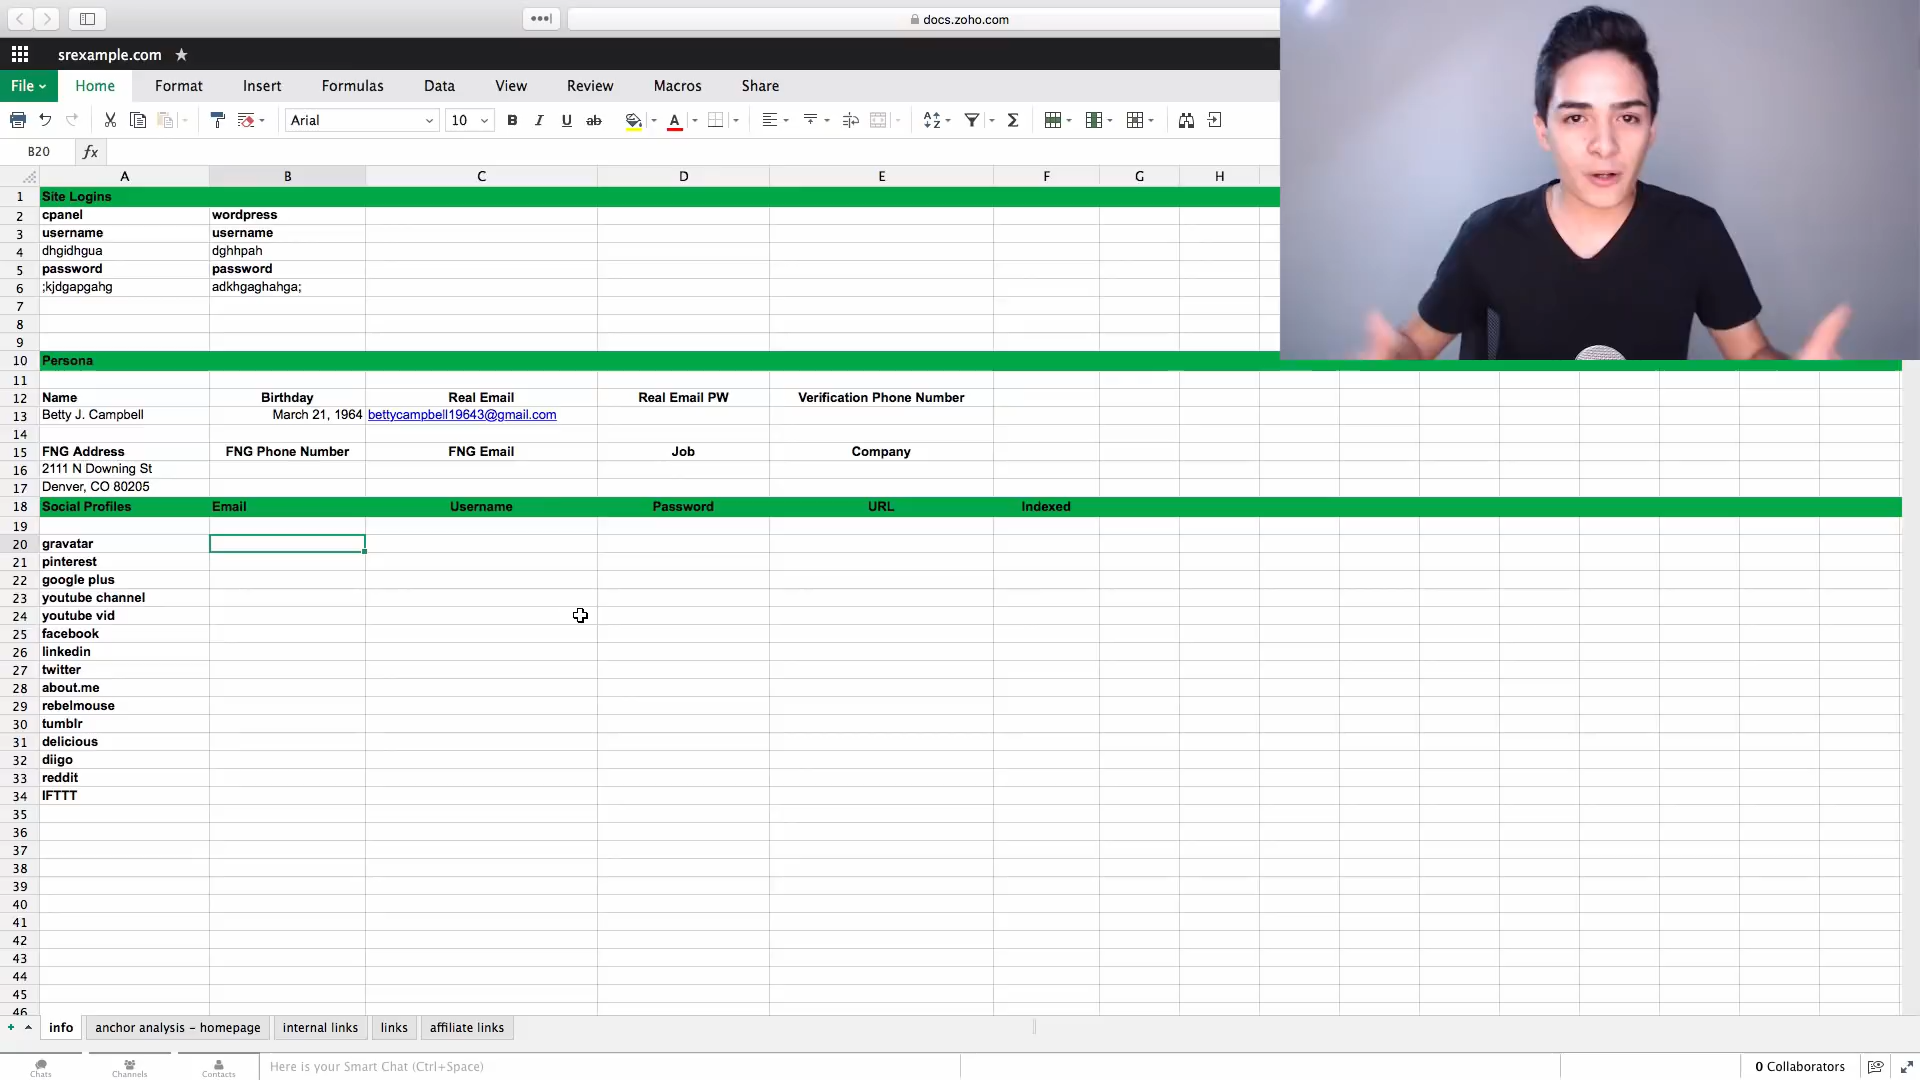 docs.zoho.com
srexample.com
File Home Format Insert Formulas Data View Review Macros Share
Arial 10 B I U ab A Σ
B20 fx
A B C D E F G H
1 Site Logins
2 cpanel wordpress
3 username username
4 dhgidhgua dghhpah
5 password password
6 ;kjdgapgahg adkhgaghahga;
7
8
9
10 Persona
11
12 Name Birthday Real Email Real Email PW Verification Phone Number
13 Betty J. Campbell March 21, 1964 bettycampbell19643@gmail.com
14
15 FNG Address FNG Phone Number FNG Email Job Company
16 2111 N Downing St
17 Denver, CO 80205
18 Social Profiles Email Username Password URL Indexed
19
20 gravatar
21 pinterest
22 google plus
23 youtube channel
24 youtube vid
25 facebook
26 linkedin
27 twitter
28 about.me
29 rebelmouse
30 tumblr
31 delicious
32 diigo
33 reddit
34 IFTTT
35
36
37
38
39
40
41
42
43
44
45
46
info anchor analysis - homepage internal links links affiliate links
Chats Channels Contacts Here is your Smart Chat (Ctrl+Space) 0 Collaborators